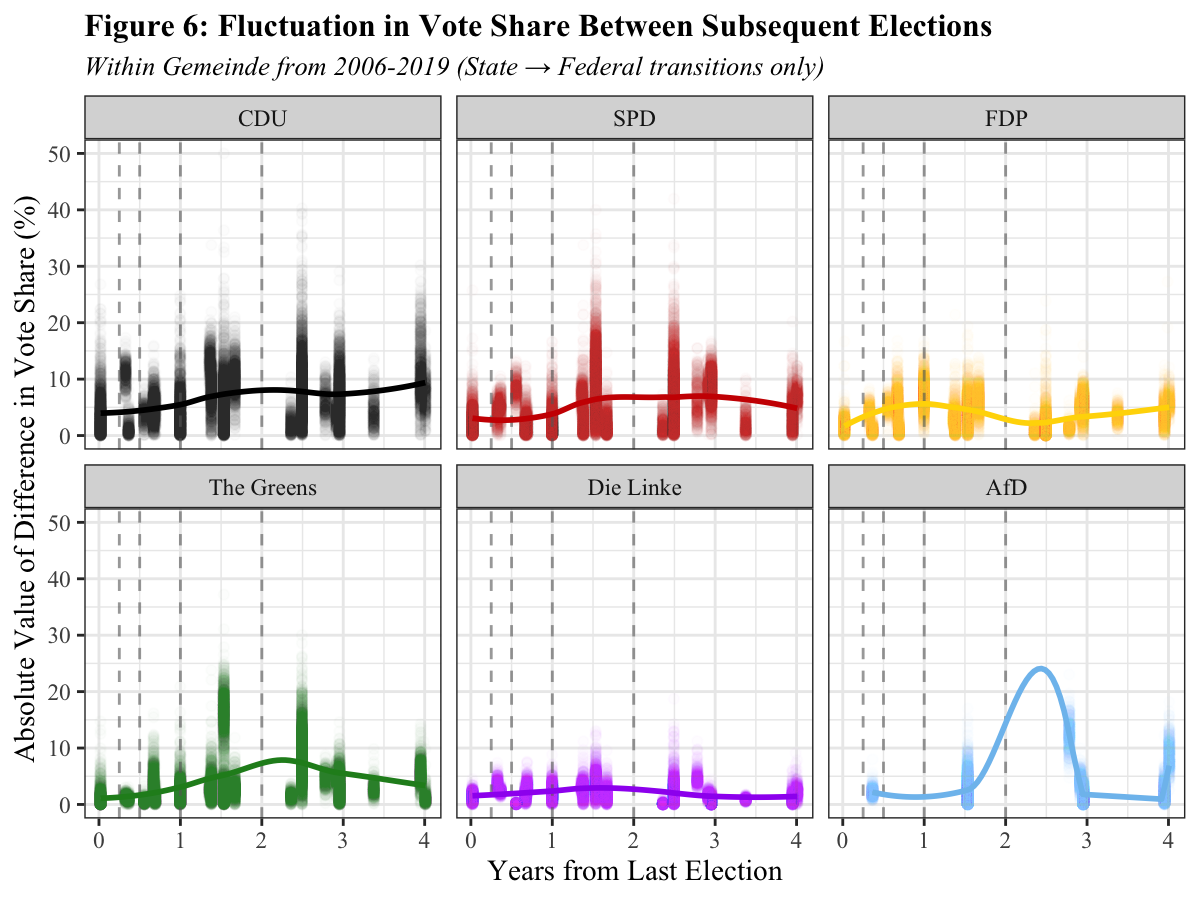 Figure 6: Fluctuation in Vote Share Between Subsequent Elections
Within Gemeinde from 2006-2019 (State → Federal transitions only)
CDU
SPD
FDP
50
40
30
20
10
0
The Greens
Die Linke
AfD
50
40
30
20
10
0
0 1 2 3 4
0 1 2 3 4
0 1 2 3 4
Absolute Value of Difference in Vote Share (%)
Years from Last Election